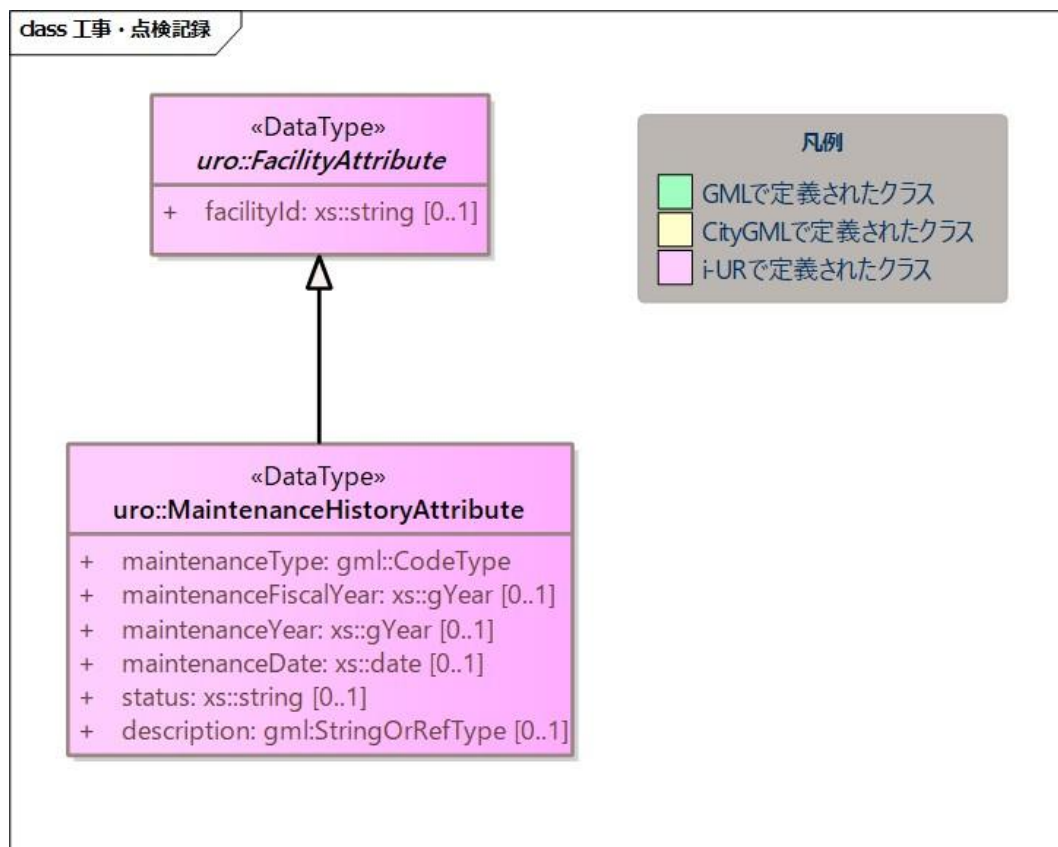 class 工事・点検記録
«DataType»
uro::FacilityAttribute
+ facilityId: xs::string [0..1]
凡例
GMLで定義されたクラス
CityGMLで定義されたクラス
i-URで定義されたクラス
«DataType»
uro::MaintenanceHistoryAttribute
+ maintenanceType: gml::CodeType
+ maintenanceFiscalYear: xs::gYear [0..1]
+ maintenanceYear: xs::gYear [0..1]
+ maintenanceDate: xs::date [0..1]
+ status: xs::string [0..1]
+ description: gml:StringOrRefType [0..1]